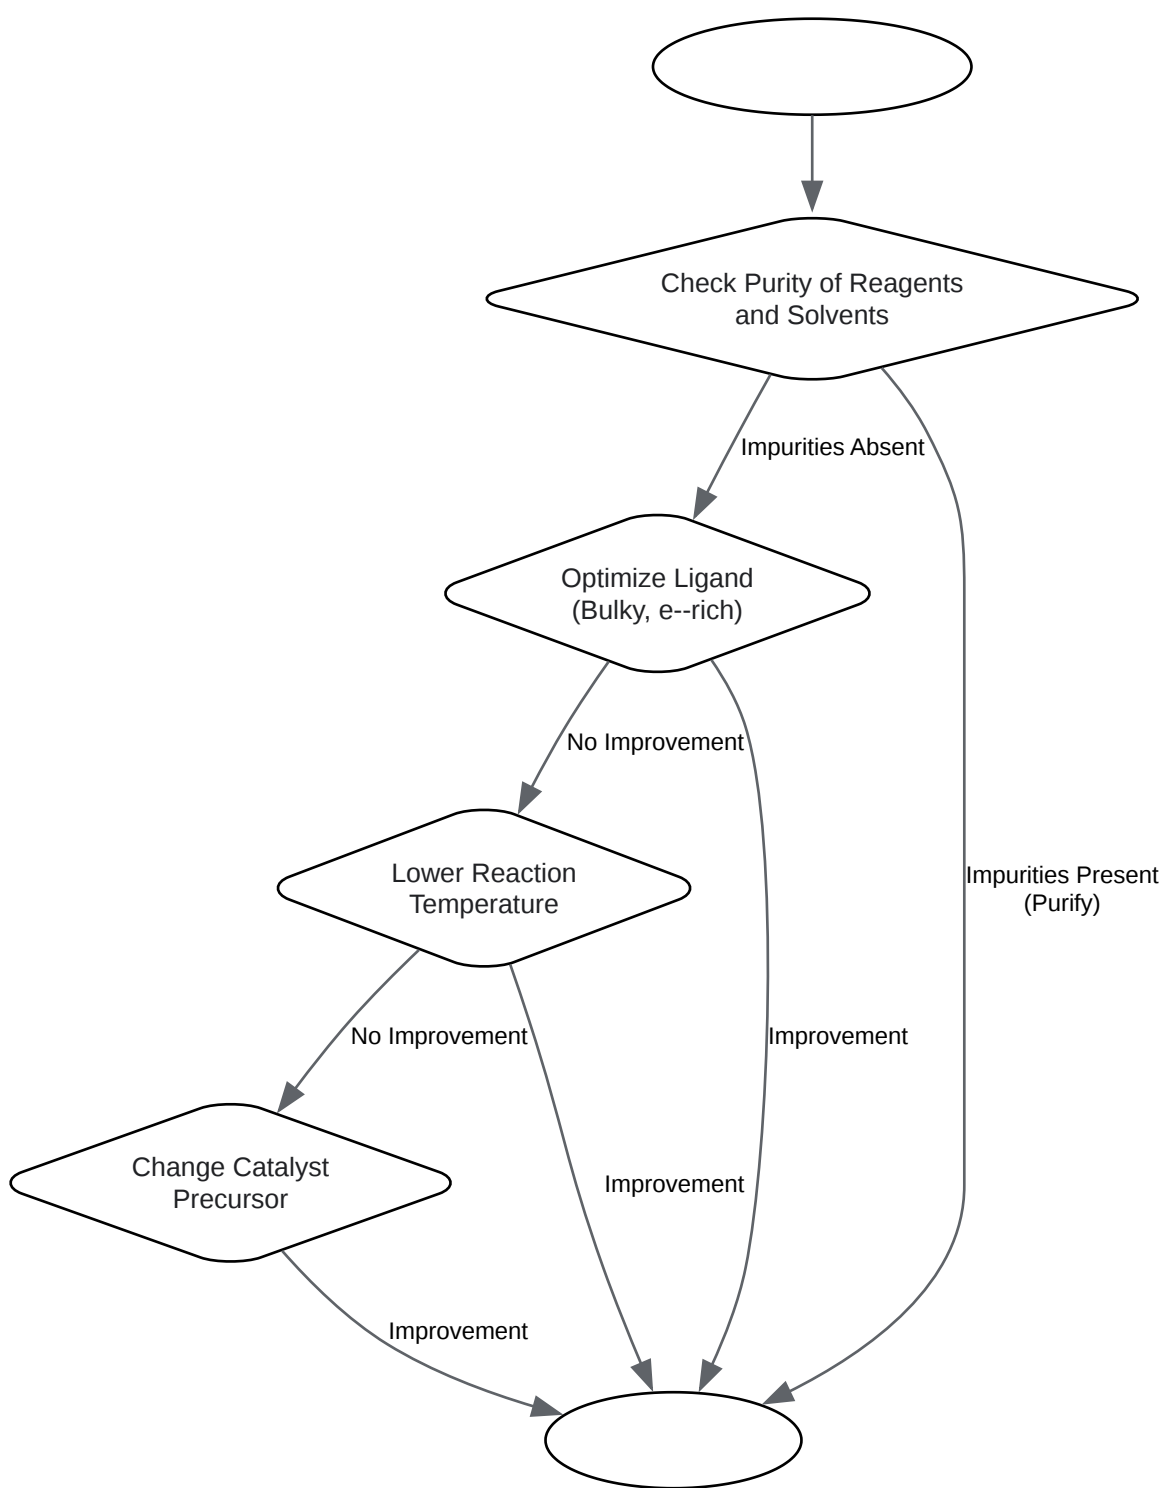 Check Purity of Reagents
and Solvents
Impurities Absent
Optimize Ligand
(Bulky, e--rich)
No Improvement
Lower Reaction
Temperature
Impurities Present
(Purify)
No Improvement
Improvement
Change Catalyst
Precursor
Improvement
Improvement